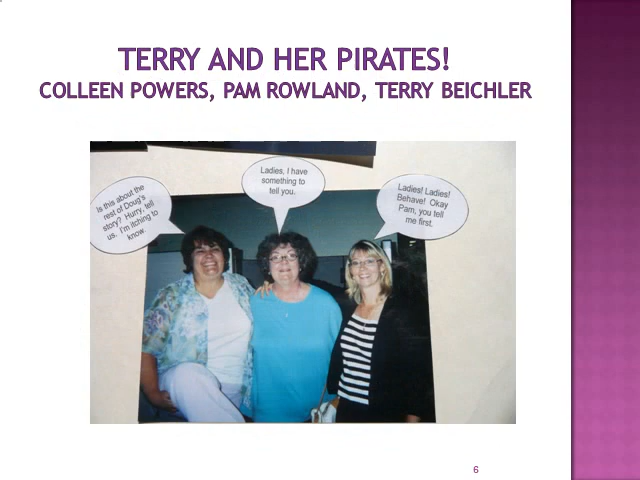 TERRY AND HER PIRATES!
COLLEEN POWERS, PAM ROWLAND, TERRY BEICHLER
Is this about the
rest of Doug's
story? Hurry, tell
us. I'm itching to
know.
Ladies, I have
something to
tell you.
Ladies! Ladies!
Behave! Okay
Pam, you tell
me first.
6